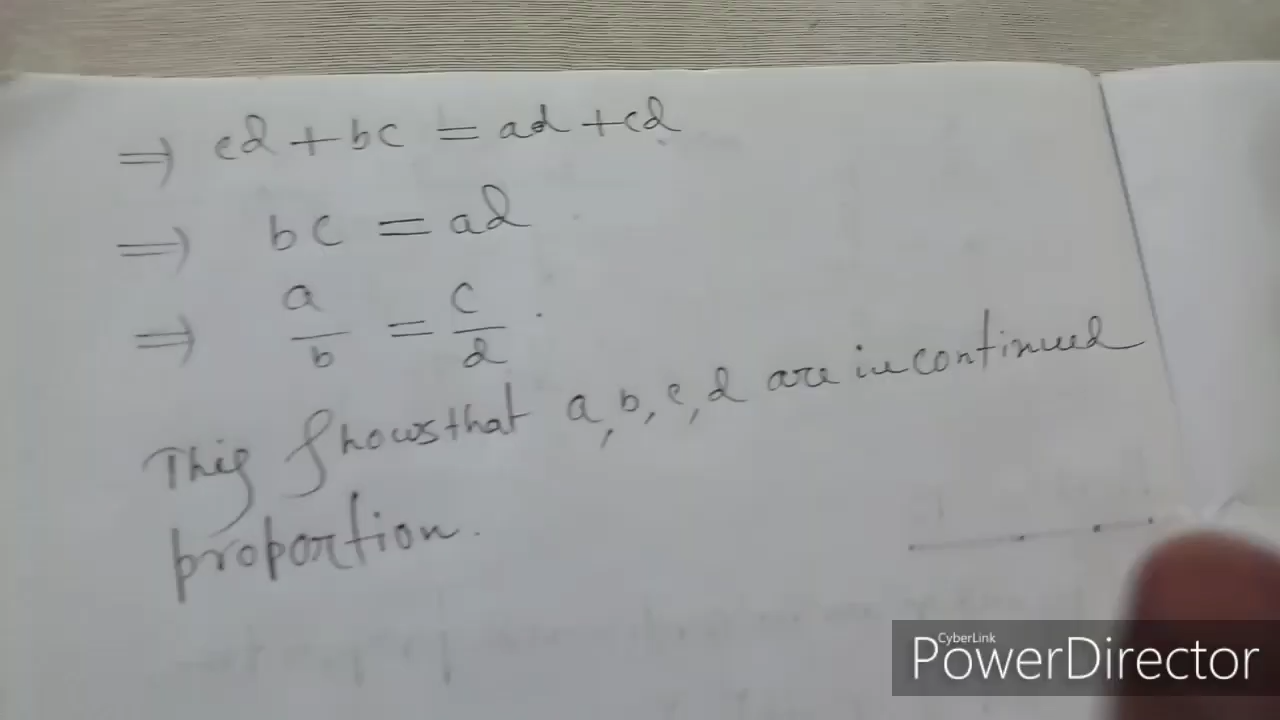 ⇒ cd + bc = ad + cd
⇒ bc = ad
⇒ a/b = c/d.
This shows that a, b, c, d are in continued
proportion.
CyberLink
PowerDirector